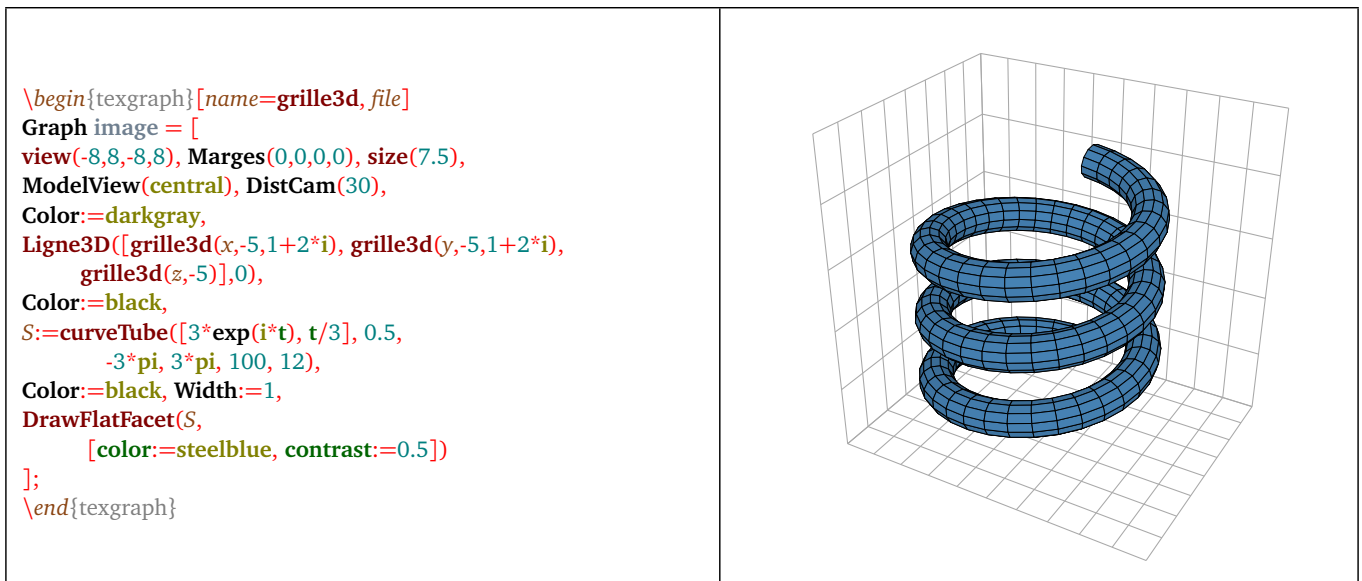 \begin{texgraph}[name=grille3d, file]
Graph image = [
view(-8,8,-8,8), Marges(0,0,0,0), size(7.5),
ModelView(central), DistCam(30),
Color:=darkgray,
Ligne3D([grille3d(x,-5,1+2*i), grille3d(y,-5,1+2*i),
grille3d(z,-5)],0),
Color:=black,
S:=curveTube([3*exp(i*t), t/3], 0.5,
-3*pi, 3*pi, 100, 12),
Color:=black, Width:=1,
DrawFlatFacet(S,
[color:=steelblue, contrast:=0.5])
];
\end{texgraph}